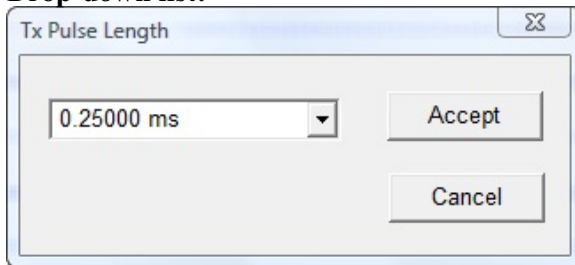 Drop down list:
Tx Pulse Length
0.25000 ms
Accept
Cancel